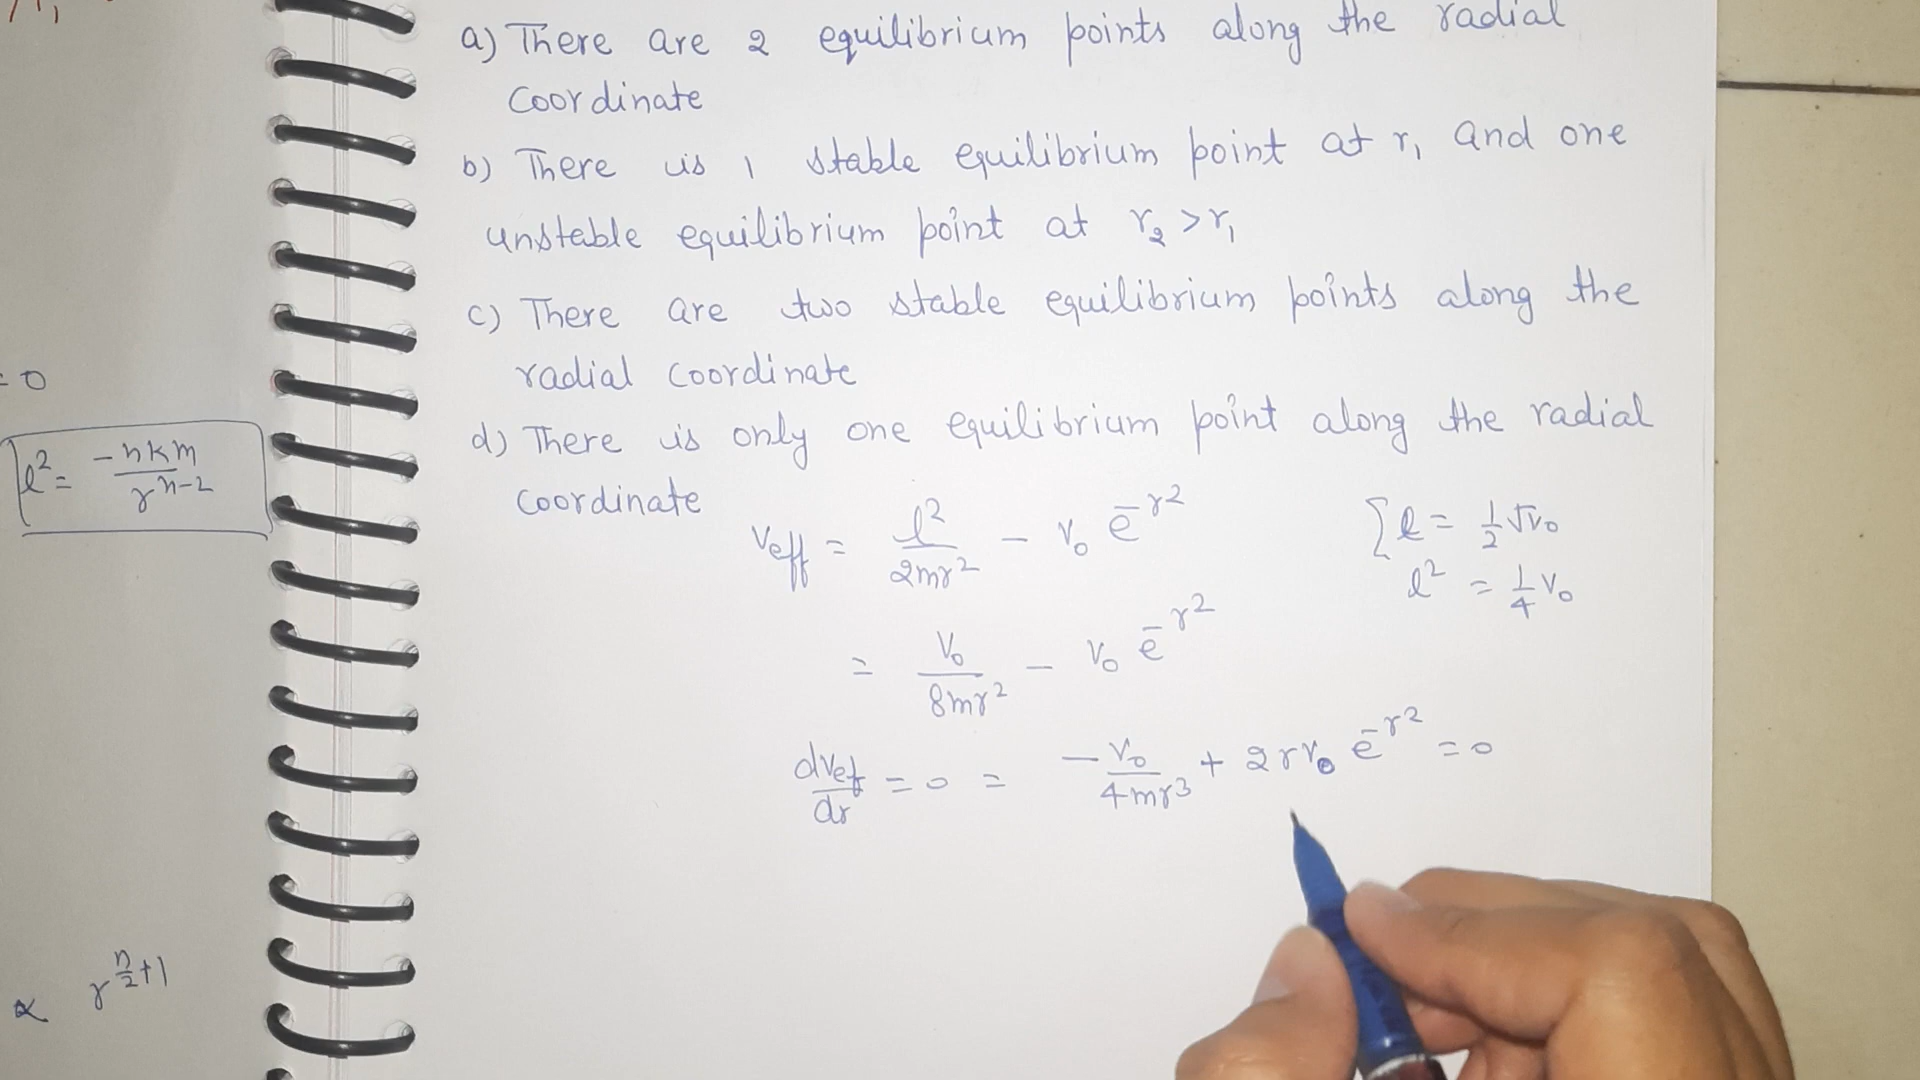 a) There are 2 equilibrium points along the radial
coordinate
b) There is 1 stable equilibrium point at r₁ and one
unstable equilibrium point at r₂ > r₁
c) There are two stable equilibrium points along the
radial coordinate
d) There is only one equilibrium point along the radial
coordinate
Veff = l²/2mr² - V₀ e^-r²
[l = 1/2 √V₀
l² = 1/4 V₀
= V₀/8mr² - V₀ e^-r²
dVef/dr = 0 = -V₀/4mr³ + 2rV₀ e^-r² = 0
= 0
l² = -nkm/r^n-2
∝ r^n/2+1